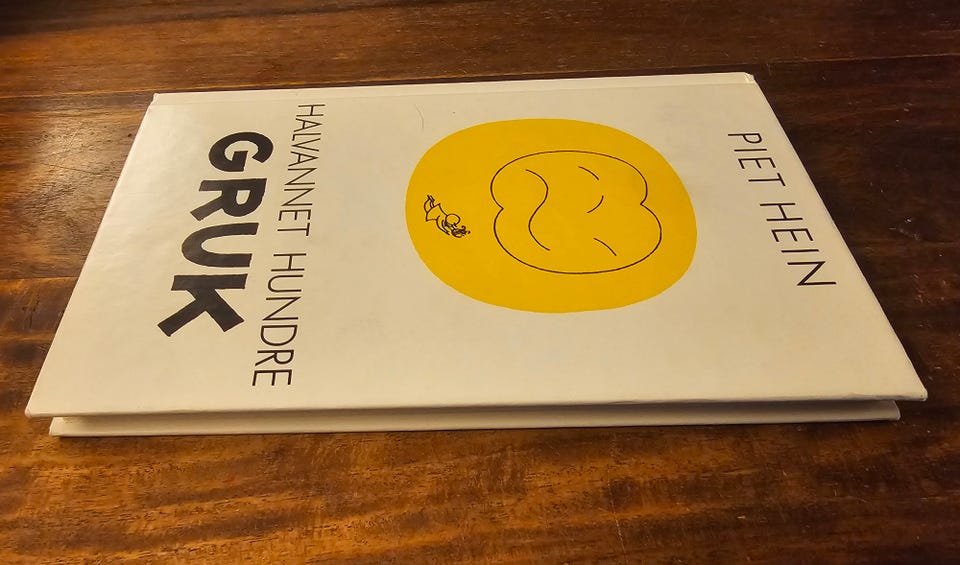 PIET HEIN
HALVANNET HUNDRE
GRUK